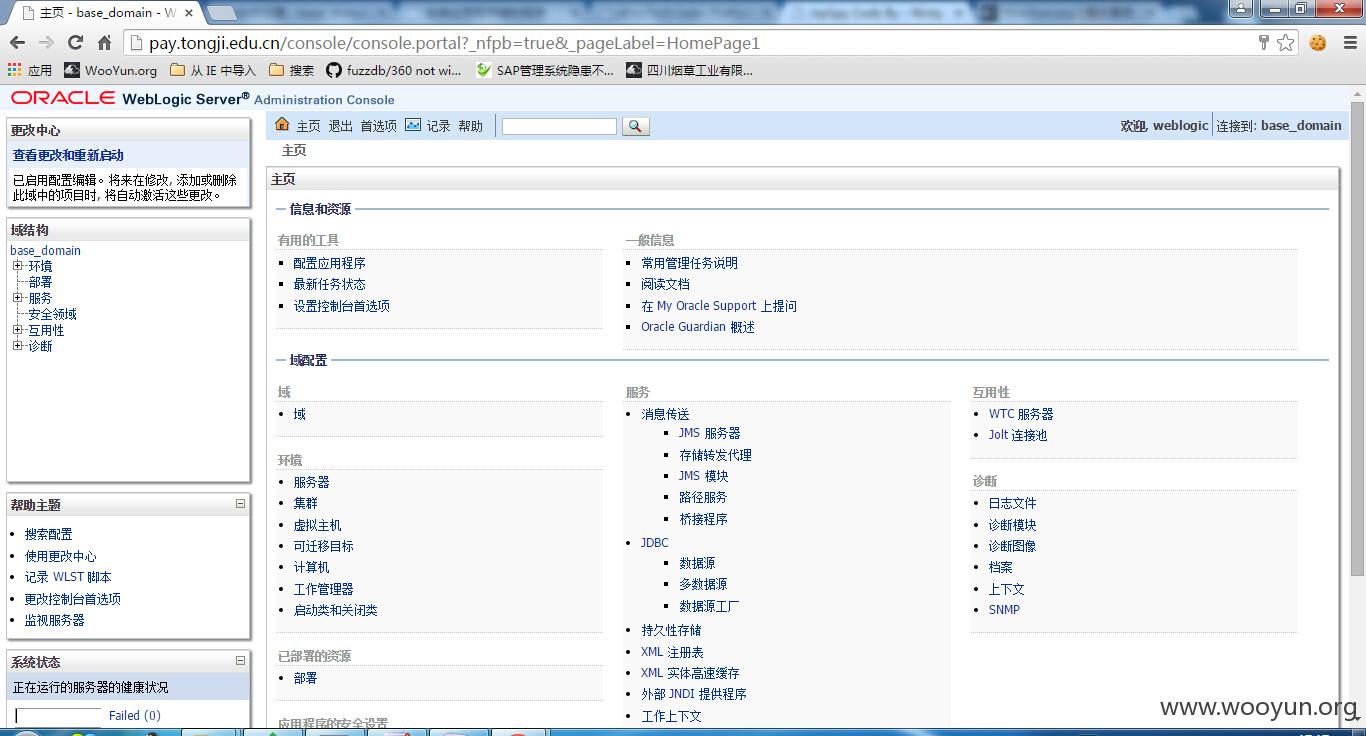 主页 - base_domain - W
pay.tongji.edu.cn/console/console.portal?_nfpb=true&_pageLabel=HomePage1
应用 WooYun.org 从 IE 中导入 搜索 fuzzdb/360 not wi... SAP管理系统隐患不... 四川烟草工业有限...
ORACLE WebLogic Server® Administration Console
更改中心
查看更改和重新启动
已启用配置编辑。将来在修改, 添加或删除
此域中的项目时, 将自动激活这些更改。
域结构
base_domain
环境
部署
服务
安全领域
互用性
诊断
帮助主题
搜索配置
使用更改中心
记录 WLST 脚本
更改控制台首选项
监视服务器
系统状态
正在运行的服务器的健康状况
Failed (0)
主页 退出 首选项 记录 帮助
欢迎, weblogic 连接到: base_domain
主页
主页
信息和资源
有用的工具
配置应用程序
最新任务状态
设置控制台首选项
一般信息
常用管理任务说明
阅读文档
在 My Oracle Support 上提问
Oracle Guardian 概述
域配置
域
域
环境
服务器
集群
虚拟主机
可迁移目标
计算机
工作管理器
启动类和关闭类
已部署的资源
部署
应用程序的安全设置
服务
消息传送
JMS 服务器
存储转发代理
JMS 模块
路径服务
桥接程序
JDBC
数据源
多数据源
数据源工厂
持久性存储
XML 注册表
XML 实体高速缓存
外部 JNDI 提供程序
工作上下文
互用性
WTC 服务器
Jolt 连接池
诊断
日志文件
诊断模块
诊断图像
档案
上下文
SNMP
www.wooyun.org